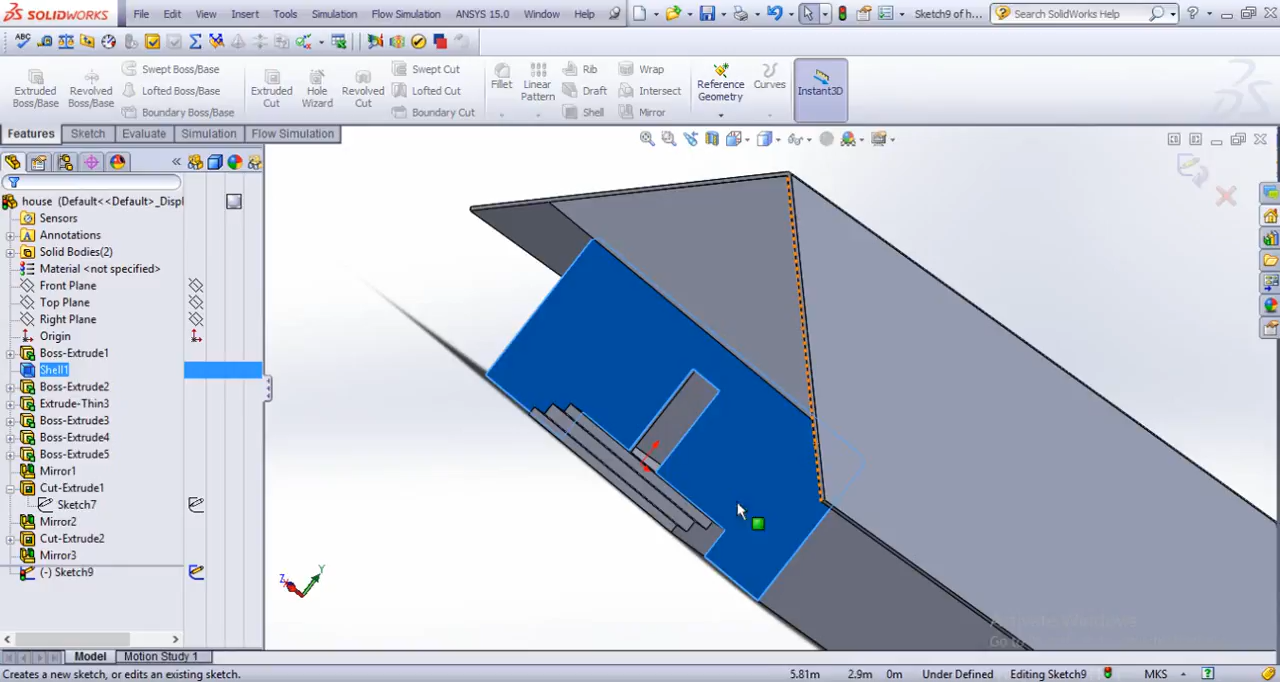 SOLIDWORKS File Edit View Insert Tools Simulation Flow Simulation ANSYS 15.0 Window Help Sketch9 of h... Search SolidWorks Help
Extruded Boss/Base Revolved Boss/Base Swept Boss/Base Lofted Boss/Base Boundary Boss/Base Extruded Cut Hole Wizard Revolved Cut Swept Cut Lofted Cut Boundary Cut Fillet Linear Pattern Rib Draft Shell Wrap Intersect Mirror Reference Geometry Curves Instant3D
Features Sketch Evaluate Simulation Flow Simulation
house (Default<<Default>_Displ
Sensors
Annotations
Solid Bodies(2)
Material <not specified>
Front Plane
Top Plane
Right Plane
Origin
Boss-Extrude1
Shell1
Boss-Extrude2
Extrude-Thin3
Boss-Extrude3
Boss-Extrude4
Boss-Extrude5
Mirror1
Cut-Extrude1
Sketch7
Mirror2
Cut-Extrude2
Mirror3
(-) Sketch9
Z Y
Activate Windows
Model Motion Study 1
Creates a new sketch, or edits an existing sketch. 5.81m 2.9m 0m Under Defined Editing Sketch9 MKS